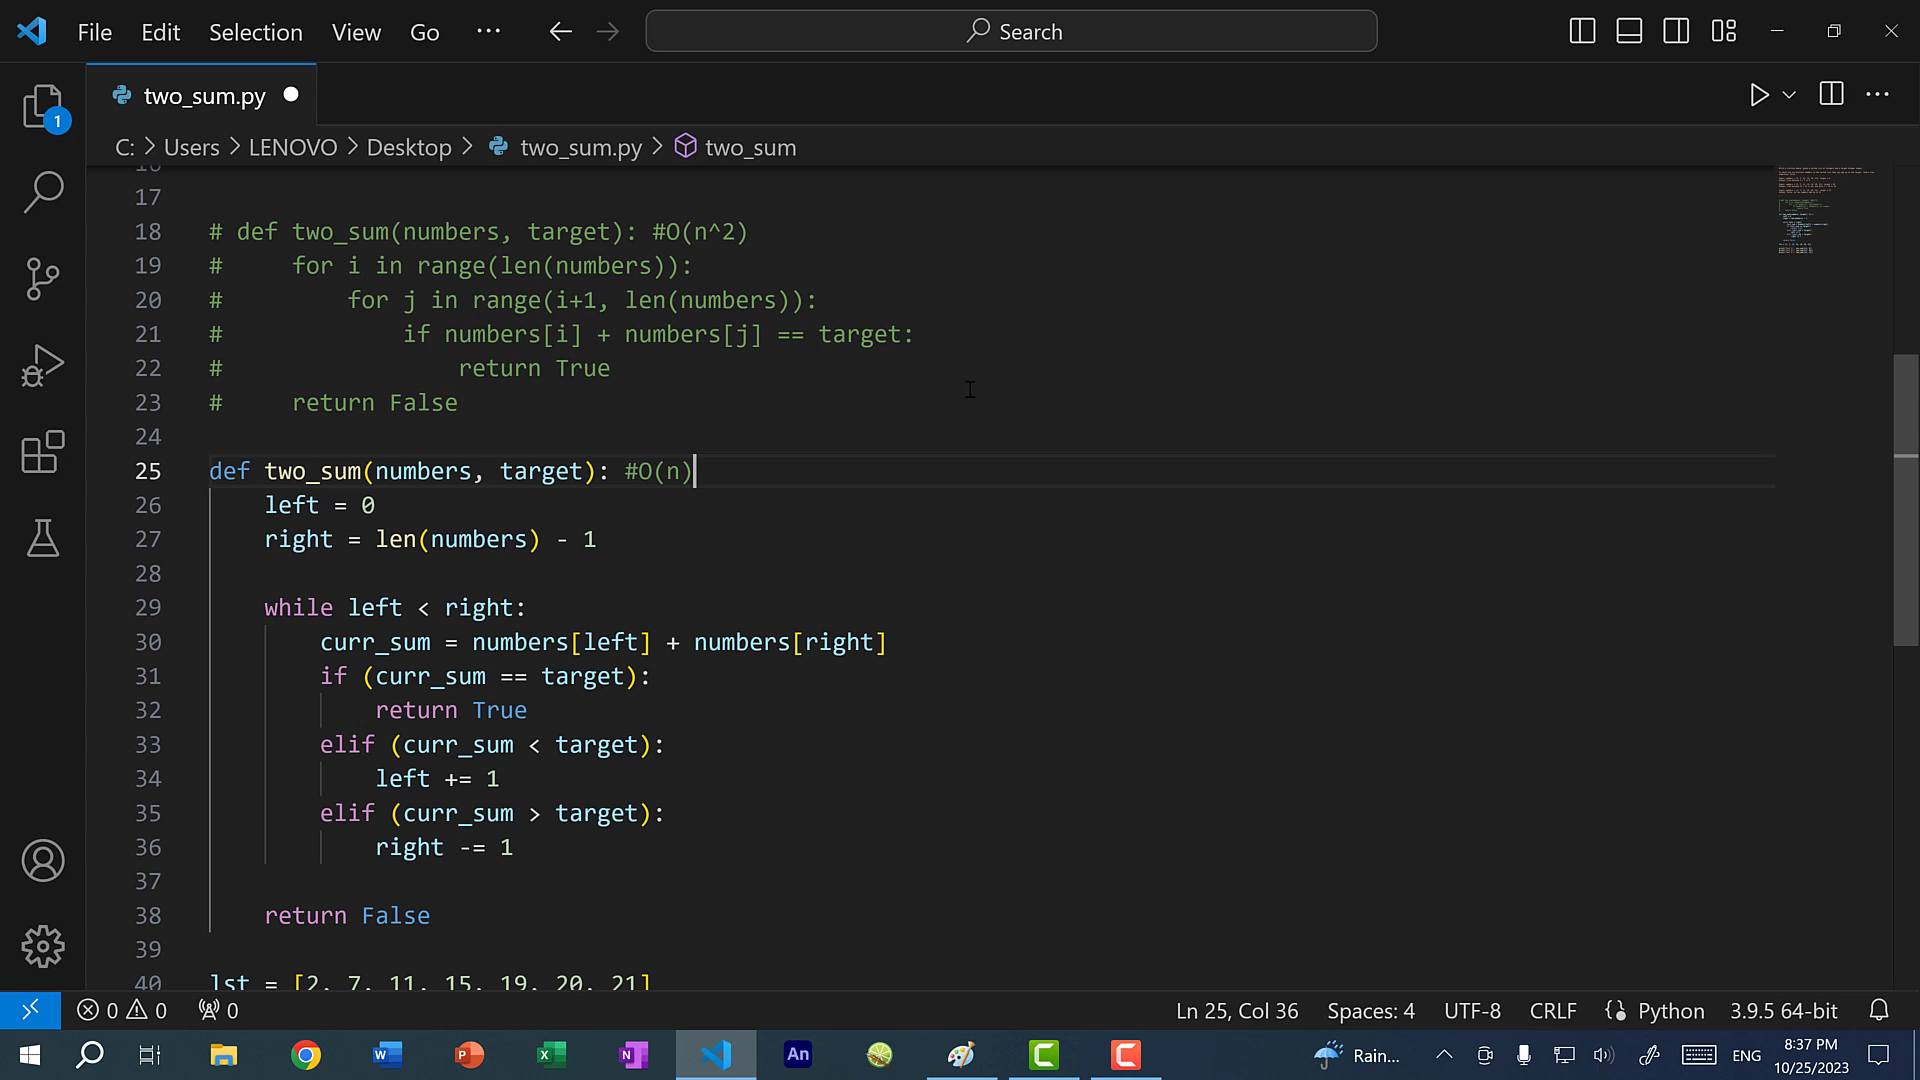 File Edit Selection View Go ··· Search
two_sum.py
1
C: > Users > LENOVO > Desktop > two_sum.py > two_sum
16
17
18 # def two_sum(numbers, target): #O(n^2)
19 #     for i in range(len(numbers)):
20 #         for j in range(i+1, len(numbers)):
21 #             if numbers[i] + numbers[j] == target:
22 #                 return True
23 #     return False
24
25 def two_sum(numbers, target): #O(n)
26     left = 0
27     right = len(numbers) - 1
28
29     while left < right:
30         curr_sum = numbers[left] + numbers[right]
31         if (curr_sum == target):
32             return True
33         elif (curr_sum < target):
34             left += 1
35         elif (curr_sum > target):
36             right -= 1
37
38     return False
39
40 lst = [2, 7, 11, 15, 19, 20, 21]
0 0 0 Ln 25, Col 36 Spaces: 4 UTF-8 CRLF Python 3.9.5 64-bit
W P X N An C C Rain... ENG 8:37 PM
10/25/2023